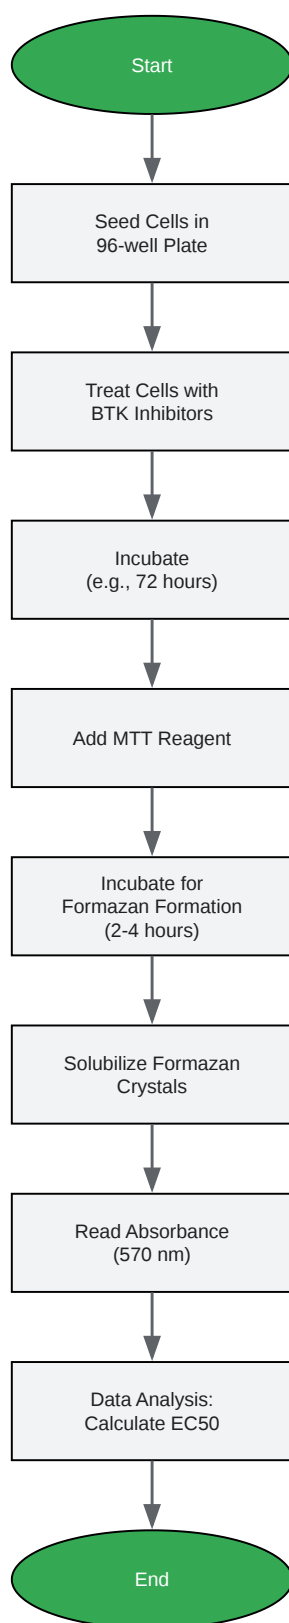 Start
Seed Cells in
96-well Plate
Treat Cells with
BTK Inhibitors
Incubate
(e.g., 72 hours)
Add MTT Reagent
Incubate for
Formazan Formation
(2-4 hours)
Solubilize Formazan
Crystals
Read Absorbance
(570 nm)
Data Analysis:
Calculate EC50
End